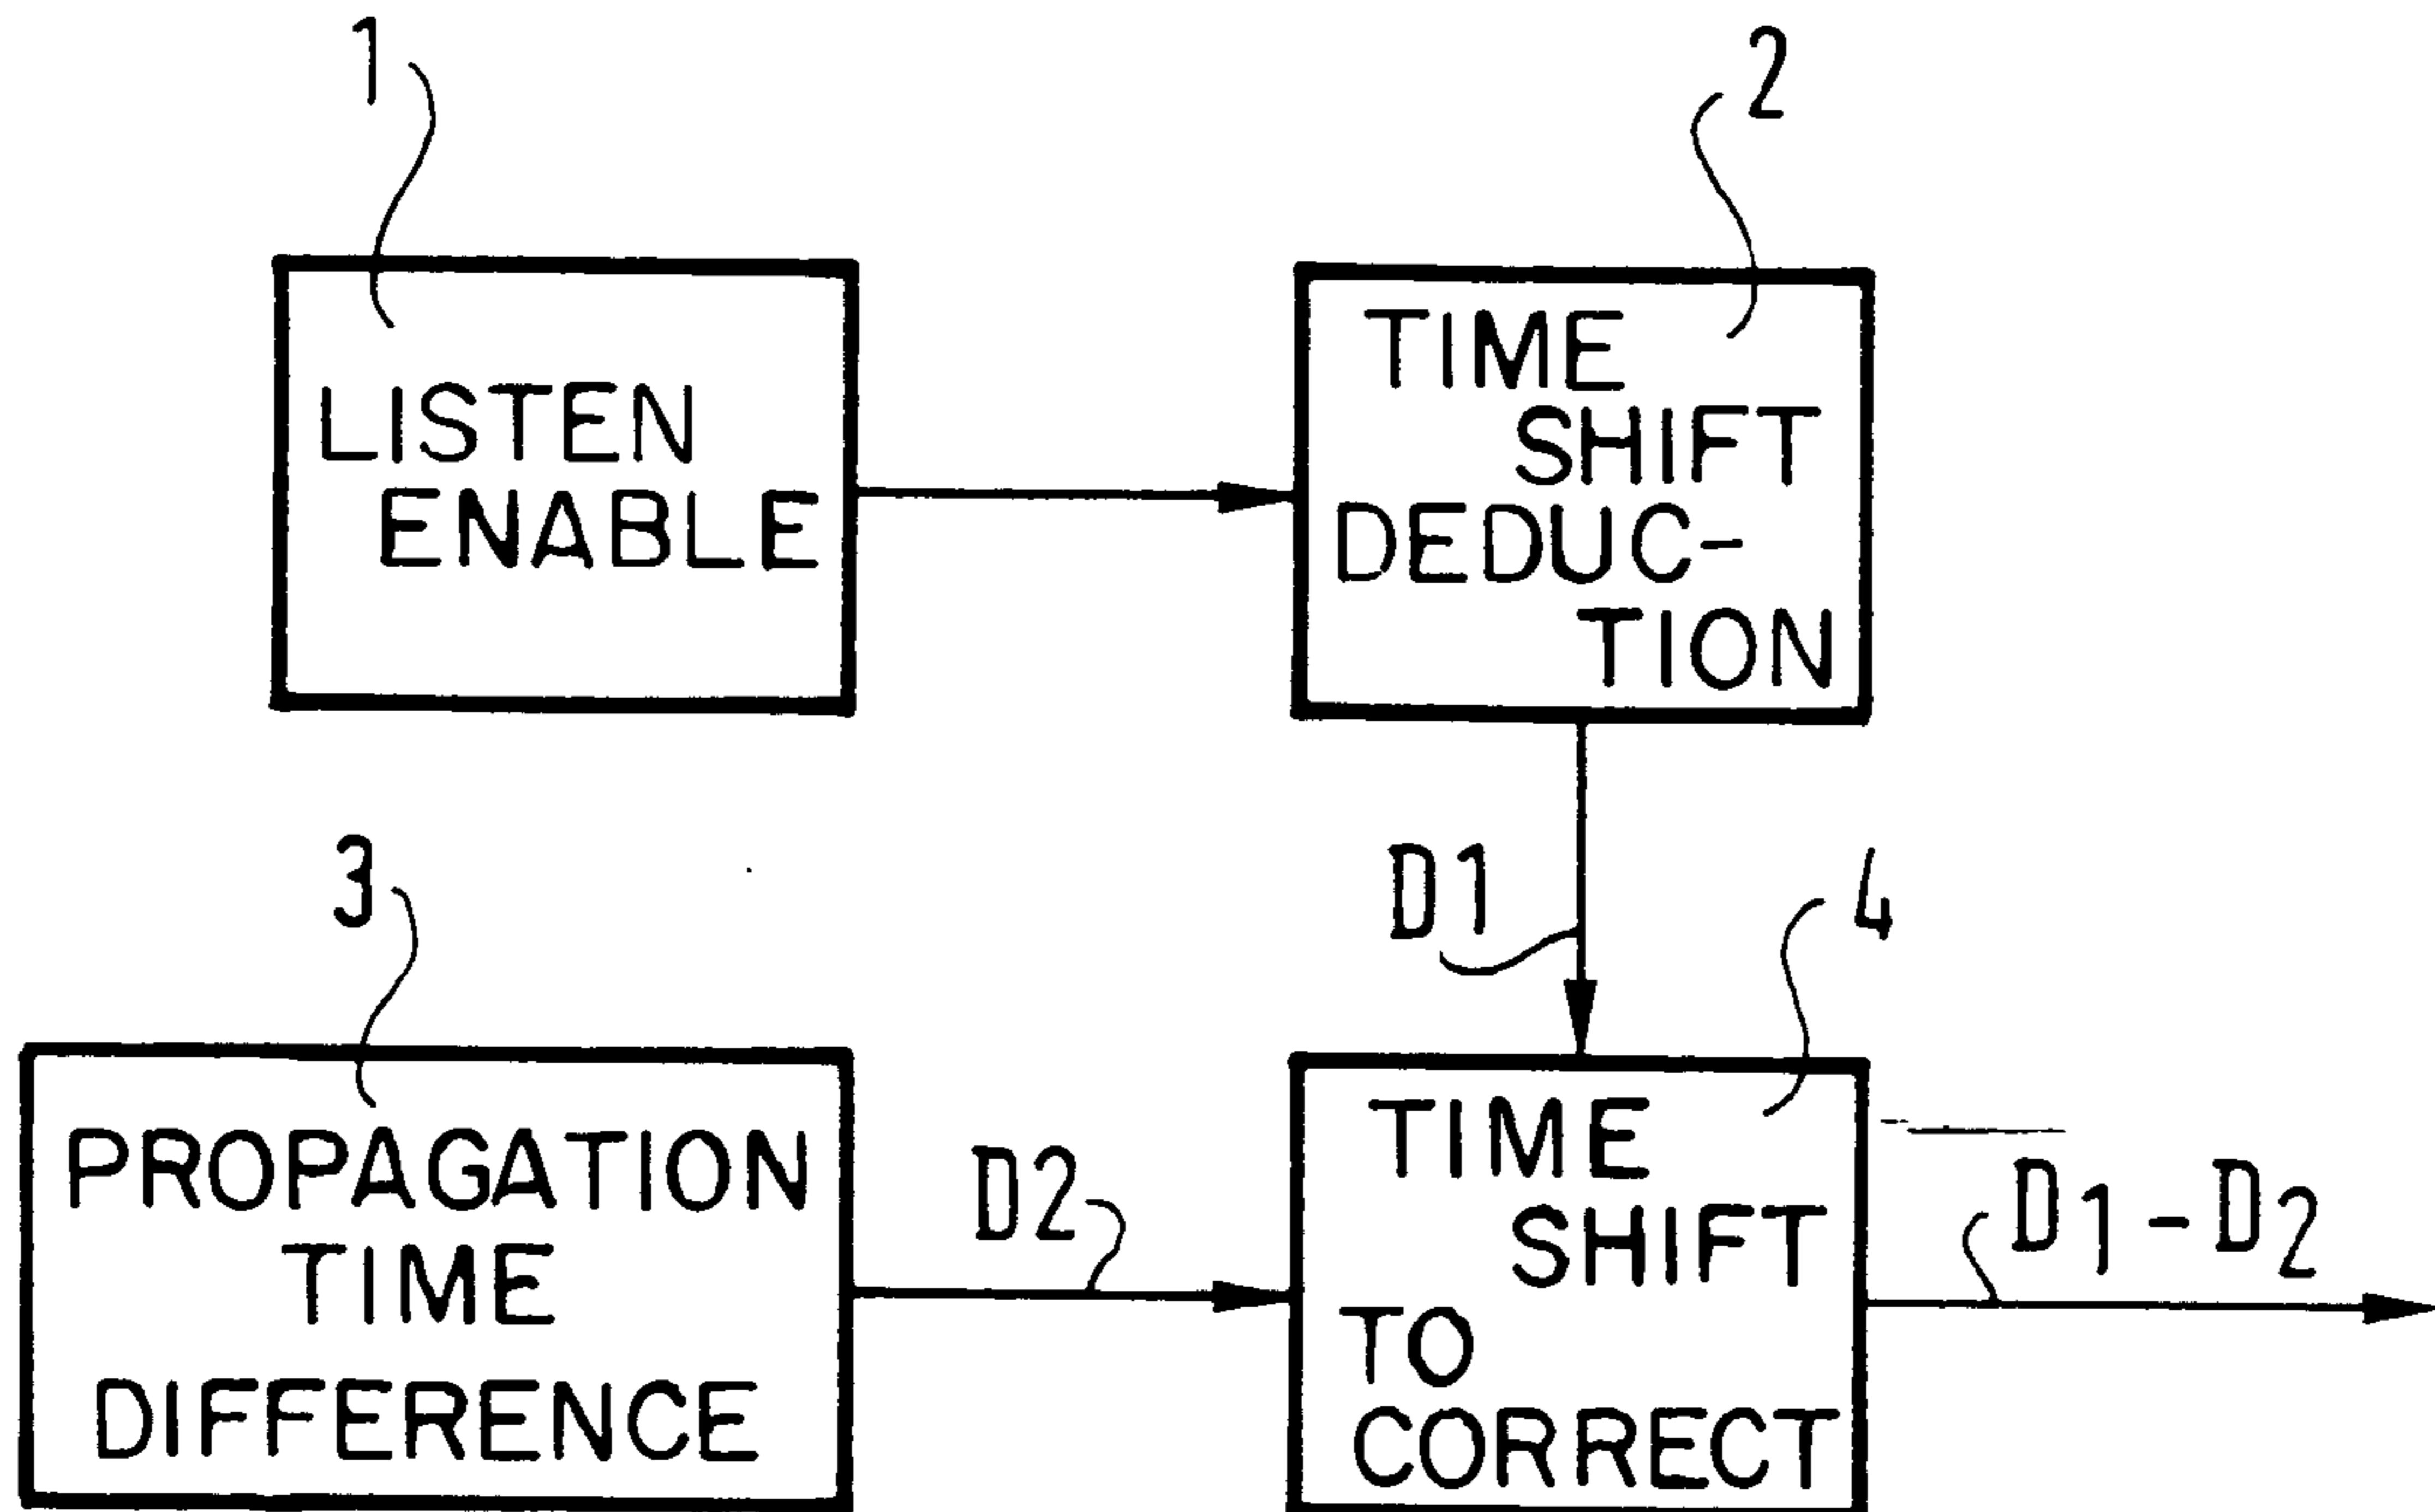 1
2
LISTEN
ENABLE
TIME
SHIFT
DEDUC-
TION
3
D1
4
PROPAGATION
TIME
DIFFERENCE
D2
TIME
SHIFT
TO
CORRECT
D1-D2